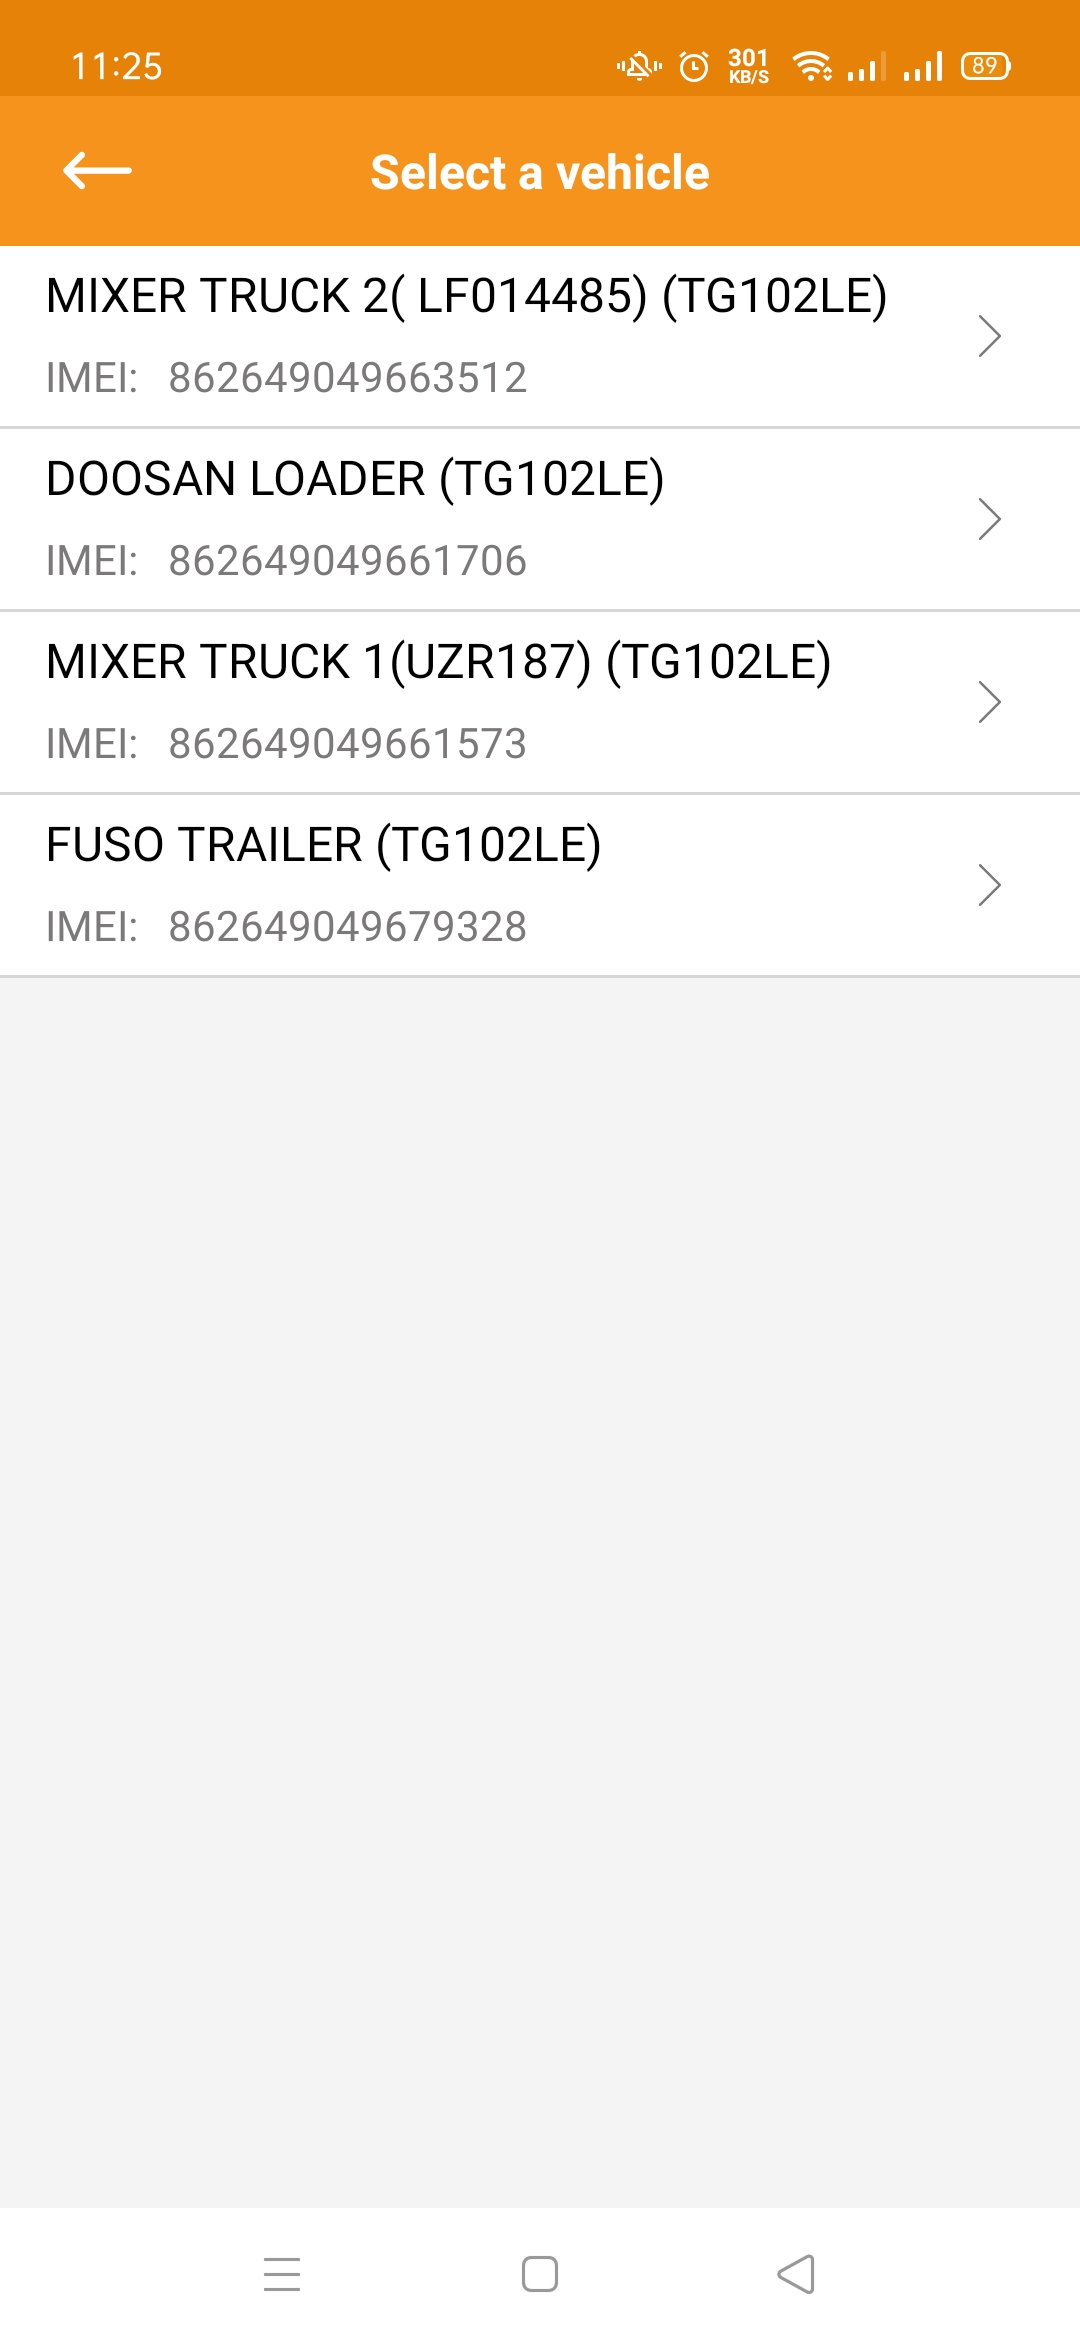 11:25
301
KB/S
89
Select a vehicle
MIXER TRUCK 2( LF014485) (TG102LE)
IMEI: 862649049663512
DOOSAN LOADER (TG102LE)
IMEI: 862649049661706
MIXER TRUCK 1(UZR187) (TG102LE)
IMEI: 862649049661573
FUSO TRAILER (TG102LE)
IMEI: 862649049679328